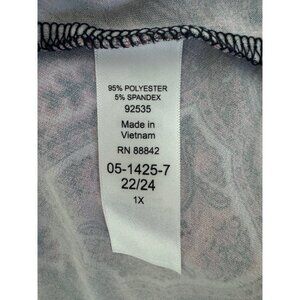 95% POLYESTER
5% SPANDEX
92535
Made in
Vietnam
RN 88842
05-1425-7
22/24
1X